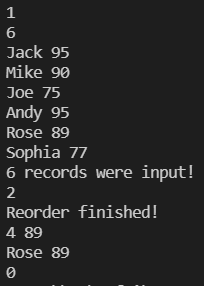 1
6
Jack 95
Mike 90
Joe 75
Andy 95
Rose 89
Sophia 77
6 records were input!
2
Reorder finished!
4 89
Rose 89
0